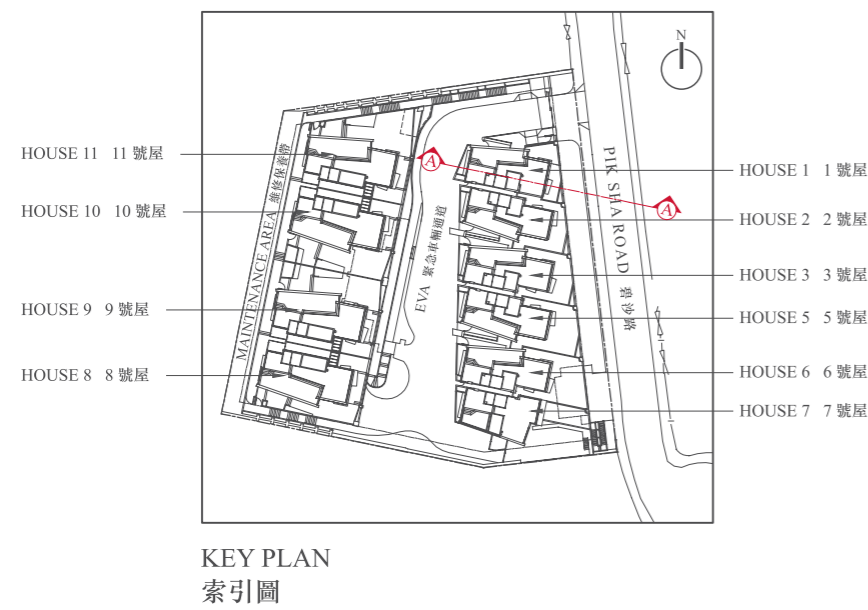 N
HOUSE 11 11 號屋
HOUSE 10 10 號屋
HOUSE 9 9 號屋
HOUSE 8 8 號屋
MAINTENANCE AREA 維修保養帶
EVA 緊急車輛通道
A
A
PIK SHA ROAD 碧沙路
HOUSE 1 1 號屋
HOUSE 2 2 號屋
HOUSE 3 3 號屋
HOUSE 5 5 號屋
HOUSE 6 6 號屋
HOUSE 7 7 號屋
KEY PLAN
索引圖